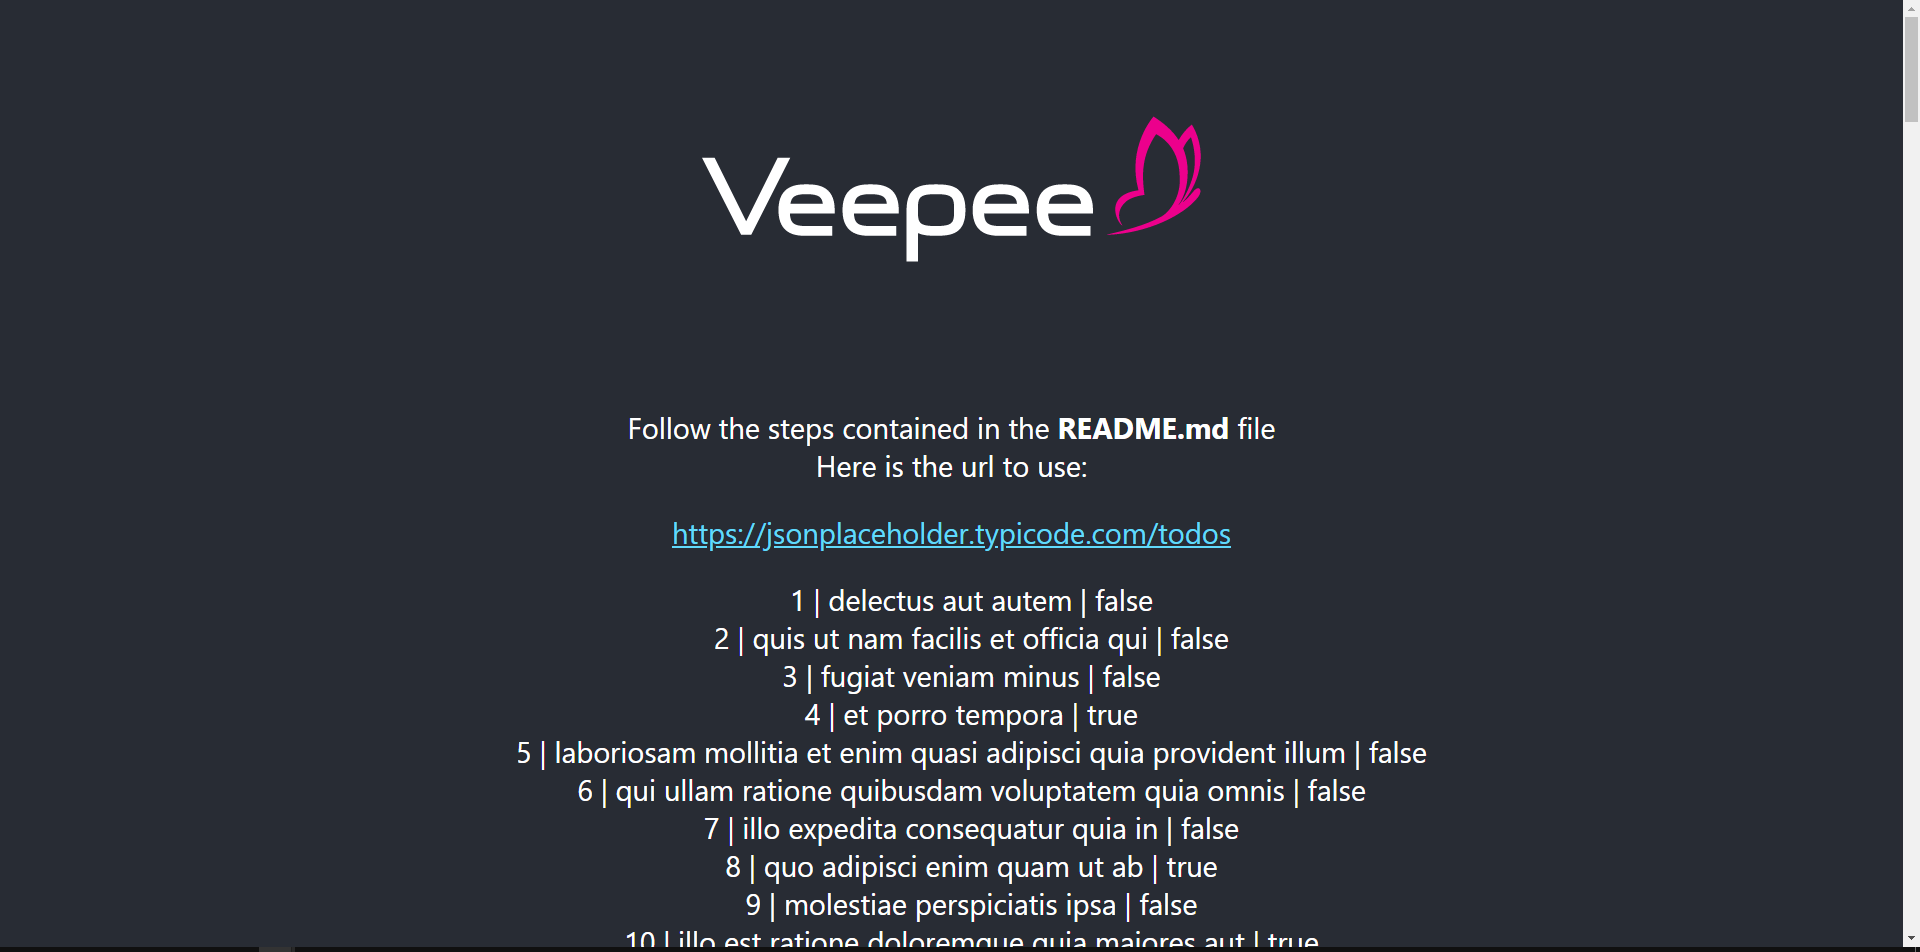 Veepee
Follow the steps contained in the README.md file
Here is the url to use:
https://jsonplaceholder.typicode.com/todos
1 | delectus aut autem | false
2 | quis ut nam facilis et officia qui | false
3 | fugiat veniam minus | false
4 | et porro tempora | true
5 | laboriosam mollitia et enim quasi adipisci quia provident illum | false
6 | qui ullam ratione quibusdam voluptatem quia omnis | false
7 | illo expedita consequatur quia in | false
8 | quo adipisci enim quam ut ab | true
9 | molestiae perspiciatis ipsa | false
10 | illo est ratione doloremque quia maiores aut | true